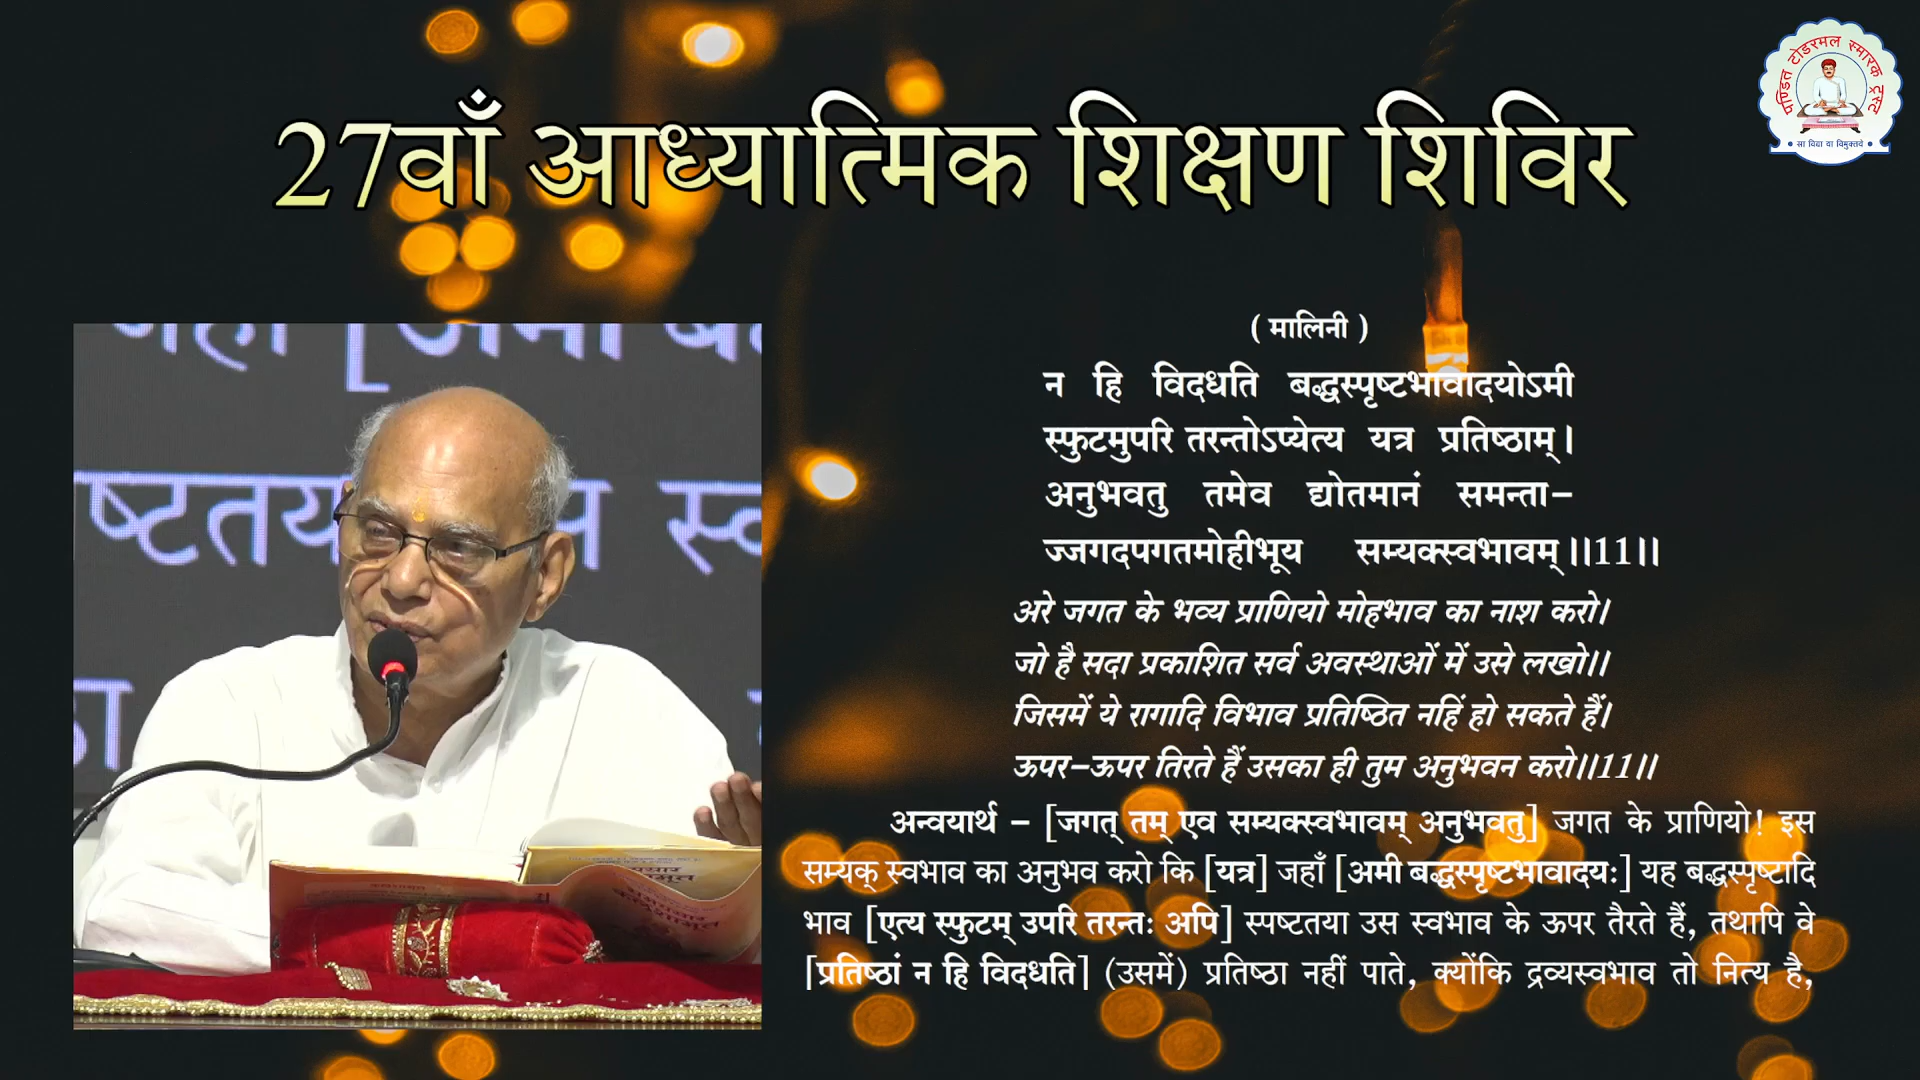 पण्डित टोडरमल स्मारक ट्रस्ट
• सा विद्या या विमुक्तये •
27वाँ आध्यात्मिक शिक्षण शिविर
( मालिनी )
न हि विदधति बद्धस्पृष्टभावादयोऽमी
स्फुटमुपरि तरन्तोऽप्येत्य यत्र प्रतिष्ठाम्।
अनुभवतु तमेव द्योतमानं समन्ता-
ज्जगदपगतमोहीभूय सम्यक्स्वभावम्।।11।।
अरे जगत के भव्य प्राणियो मोहभाव का नाश करो।
जो है सदा प्रकाशित सर्व अवस्थाओं में उसे लखो।।
जिसमें ये रागादि विभाव प्रतिष्ठित नहिं हो सकते हैं।
ऊपर-ऊपर तिरते हैं उसका ही तुम अनुभवन करो।।11।।
अन्वयार्थ - [जगत् तम् एव सम्यक्स्वभावम् अनुभवतु] जगत के प्राणियो! इस
सम्यक् स्वभाव का अनुभव करो कि [यत्र] जहाँ [अमी बद्धस्पृष्टभावादयः] यह बद्धस्पृष्टादि
भाव [एत्य स्फुटम् उपरि तरन्तः अपि] स्पष्टतया उस स्वभाव के ऊपर तैरते हैं, तथापि वे
[प्रतिष्ठां न हि विदधति] (उसमें) प्रतिष्ठा नहीं पाते, क्योंकि द्रव्यस्वभाव तो नित्य है,